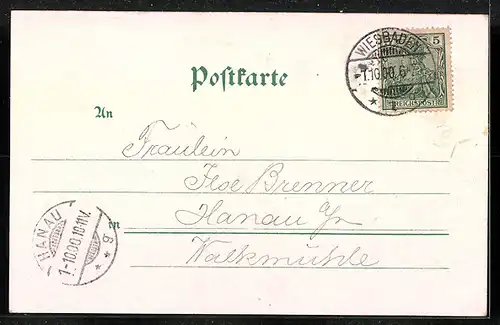 WIESBADEN
1.10.00.6
5
REICHSPOST
Postkarte
An
Fräulein
Ilse Brenner
in Hanau
Walkmühle
HANAU
1-10.00.10-11V.